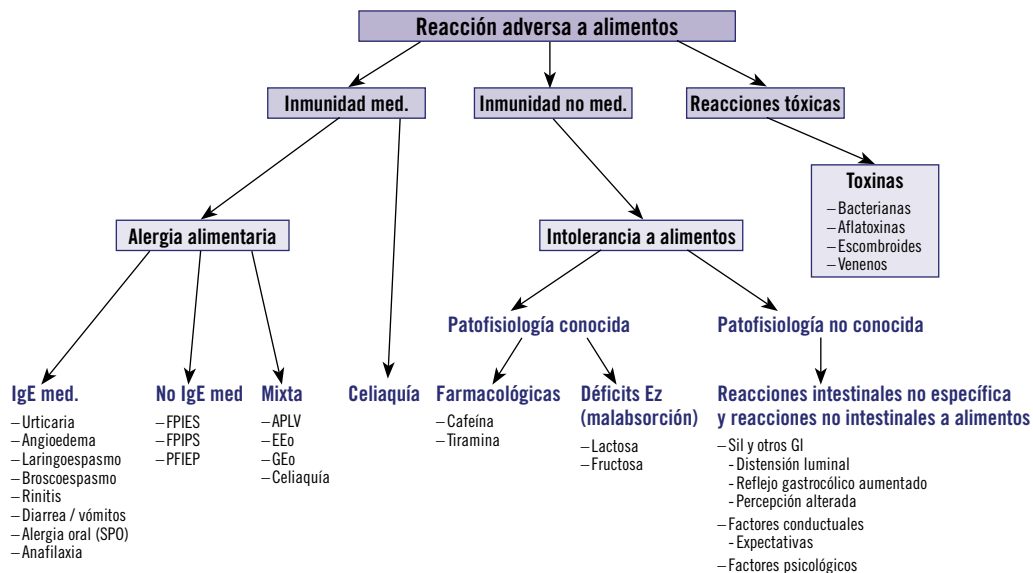 Reacción adversa a alimentos
Inmunidad med.
Inmunidad no med.
Reacciones tóxicas
Toxinas
–Bacterianas
–Aflatoxinas
–Escombroides
–Venenos
Alergia alimentaria
Intolerancia a alimentos
Patofisiología conocida
Patofisiología no conocida
IgE med.
–Urticaria
–Angioedema
–Laringoespasmo
–Broscoespasmo
–Rinitis
–Diarrea / vómitos
–Alergia oral (SPO)
–Anafilaxia
No IgE med
–FPIES
–FPIPS
–PFIEP
Mixta
–APLV
–EEo
–GEo
–Celiaquía
Celiaquía
Farmacológicas
–Cafeína
–Tiramina
Déficits Ez
(malabsorción)
–Lactosa
–Fructosa
Reacciones intestinales no específica
y reacciones no intestinales a alimentos
–Sil y otros GI
-Distensión luminal
-Reflejo gastrocólico aumentado
-Percepción alterada
–Factores conductuales
-Expectativas
–Factores psicológicos